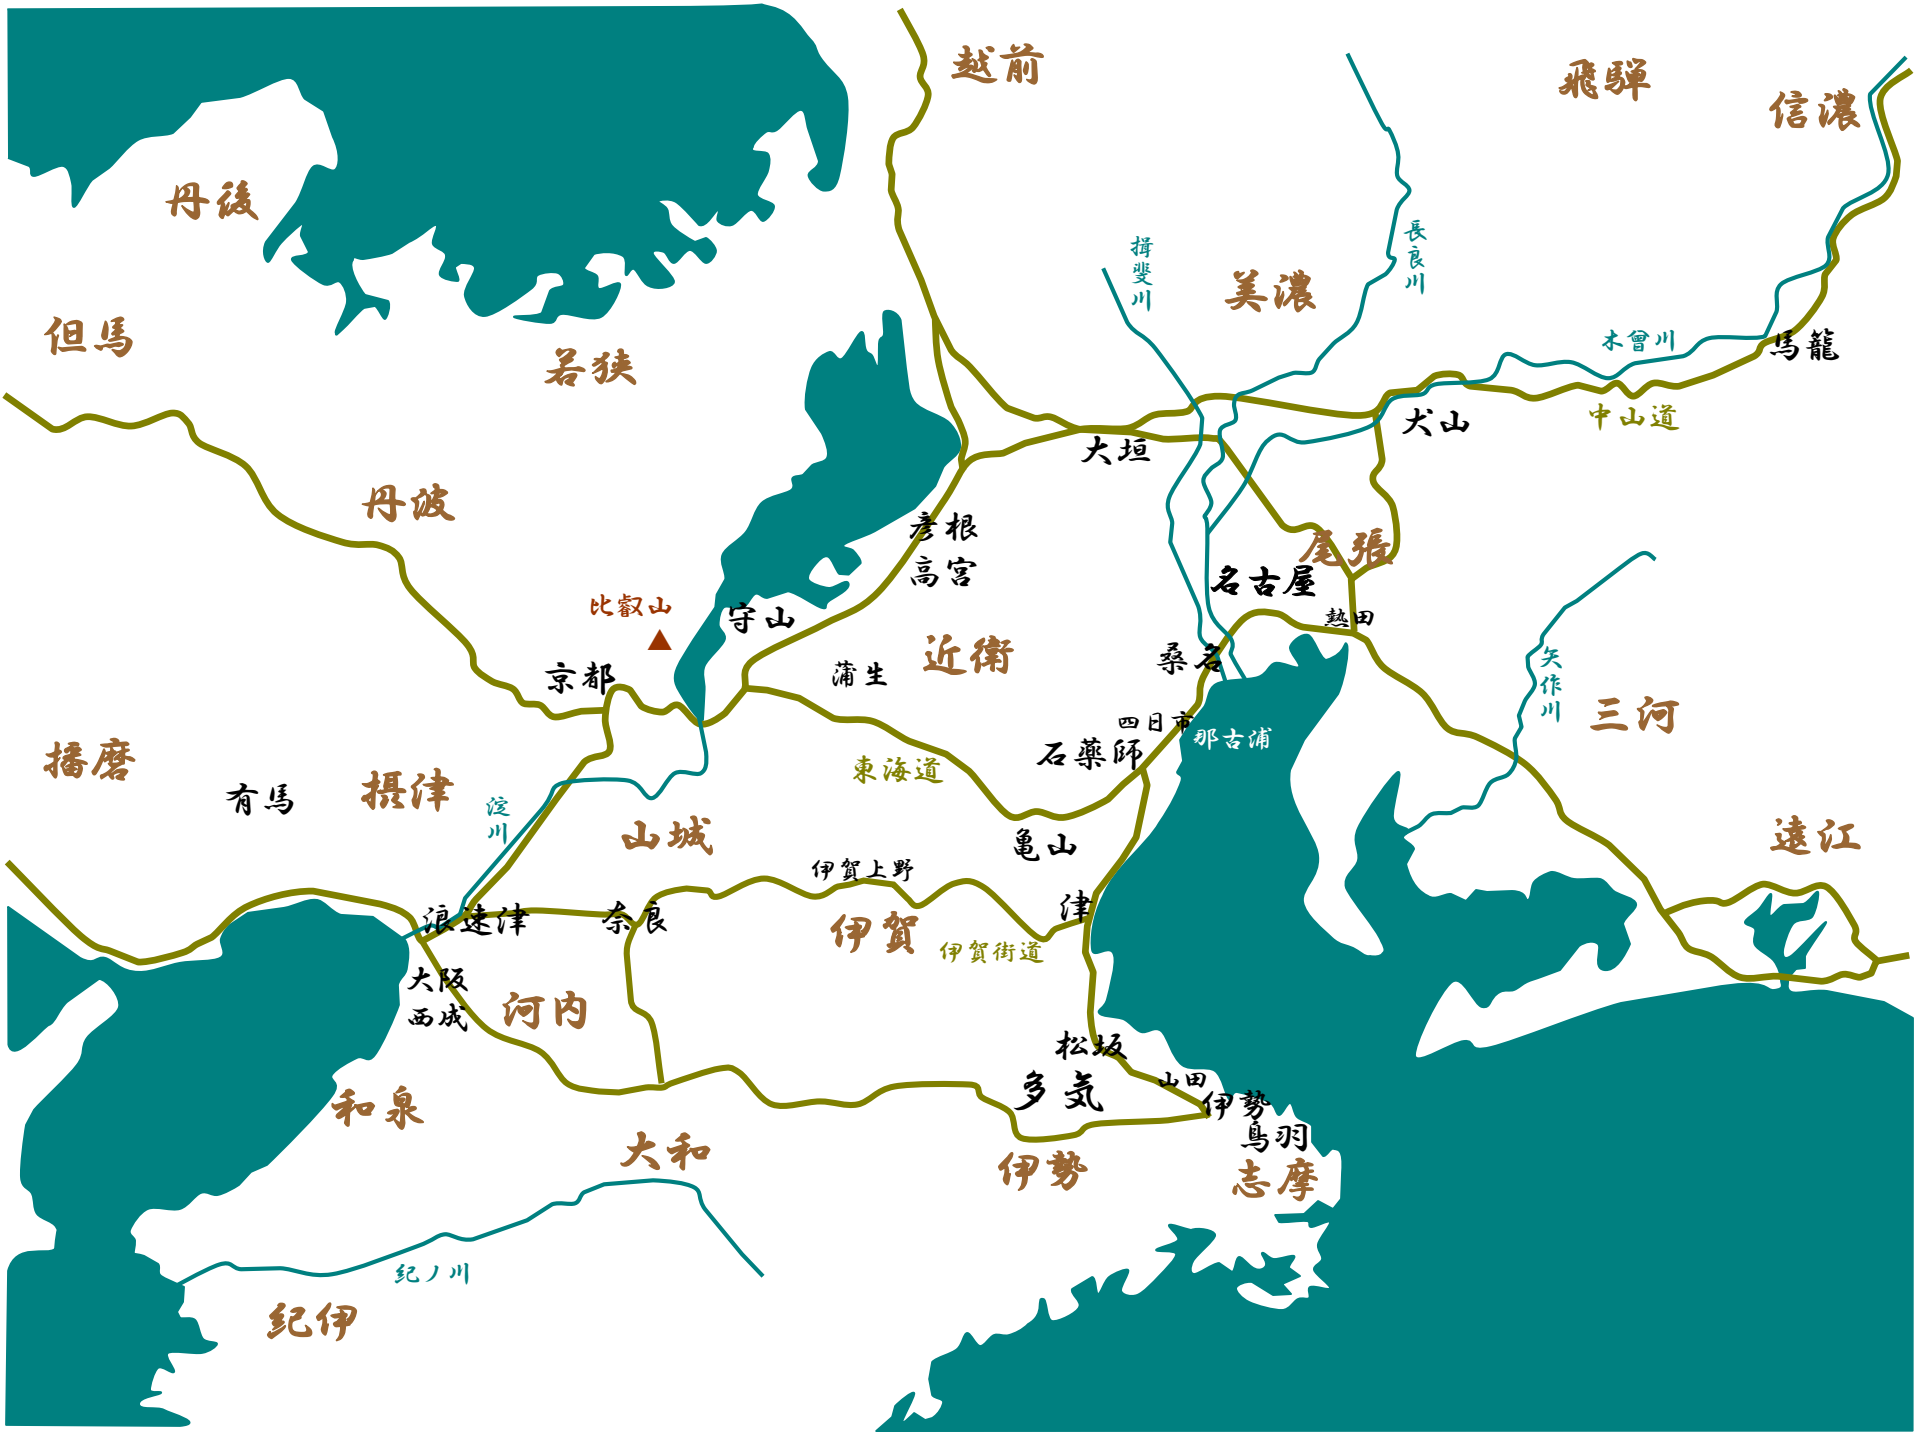 越前
飛騨
信濃
丹後
揖斐川
長良川
美濃
但馬
若狭
木曾川
馬籠
中山道
犬山
大垣
丹波
彦根
高宮
尾張
名古屋
熱田
比叡山
守山
近衛
桑名
京都
蒲生
矢作川
三河
四日市
那古浦
石薬師
東海道
播磨
有馬
摂津
淀川
山城
亀山
遠江
伊賀上野
津
浪速津
奈良
伊賀
伊賀街道
大阪
西成
河内
松坂
多気
山田
伊勢
鳥羽
和泉
大和
伊勢
志摩
紀ノ川
紀伊